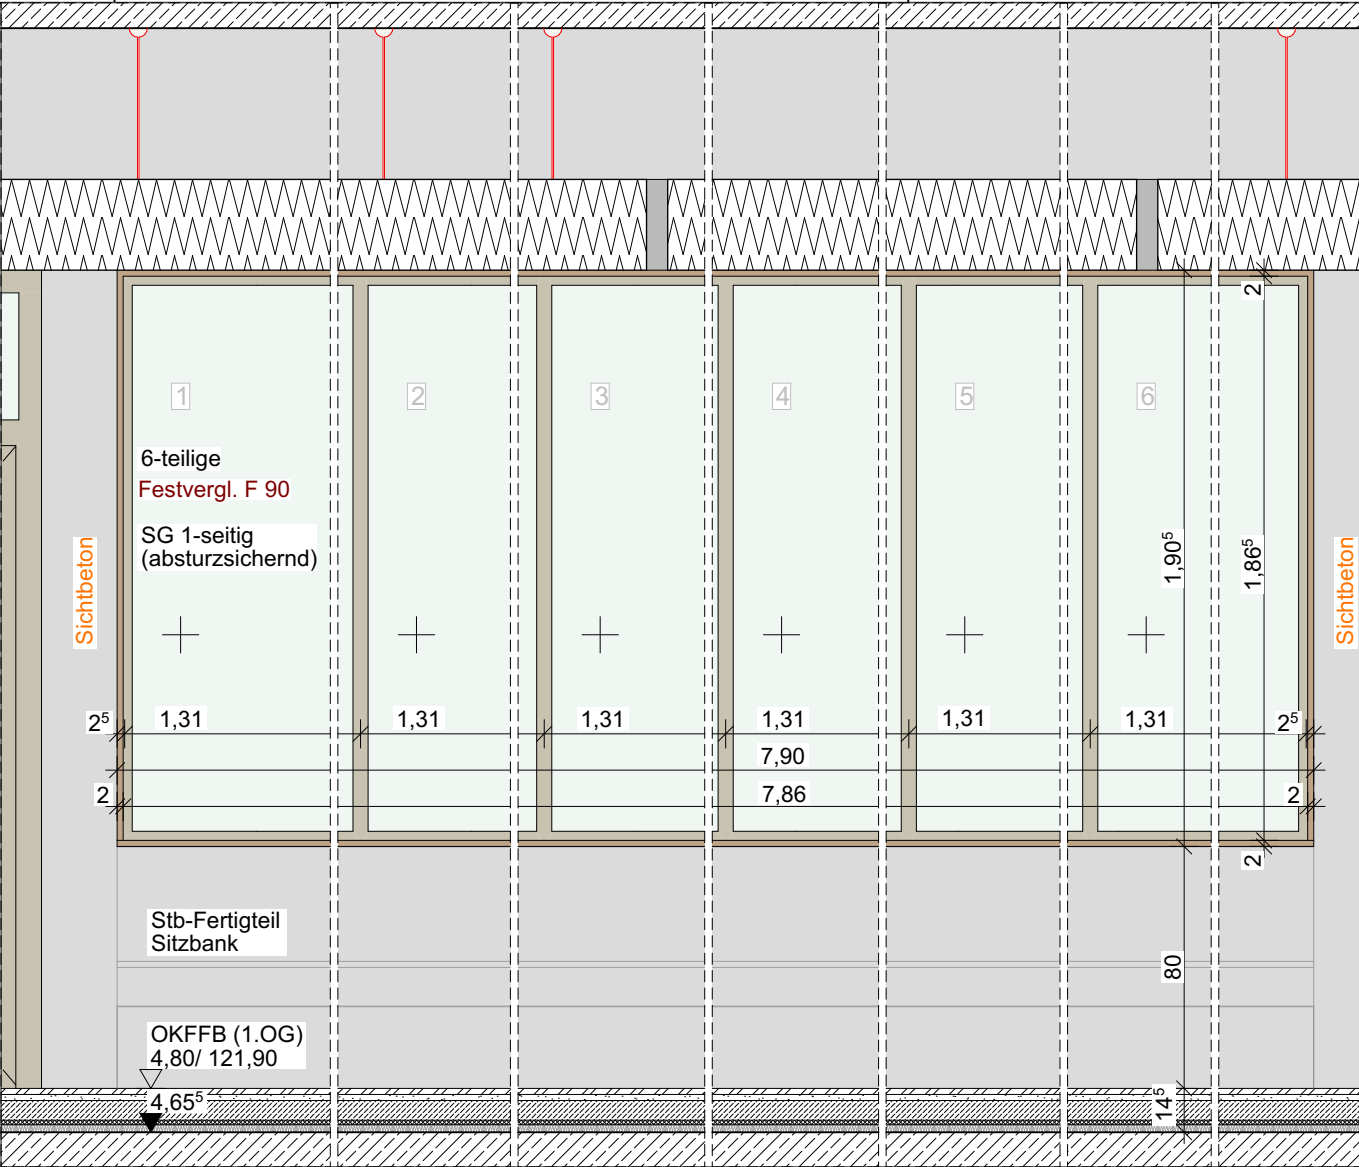 1
2
3
4
5
6
6-teilige
Festvergl. F 90
SG 1-seitig
(absturzsichernd)
Sichtbeton
Sichtbeton
2
1,90⁵
1,86⁵
2⁵
1,31
1,31
1,31
1,31
1,31
1,31
2⁵
7,90
2
7,86
2
2
Stb-Fertigteil
Sitzbank
80
OKFFB (1.OG)
4,80/ 121,90
4,65⁵
14⁵